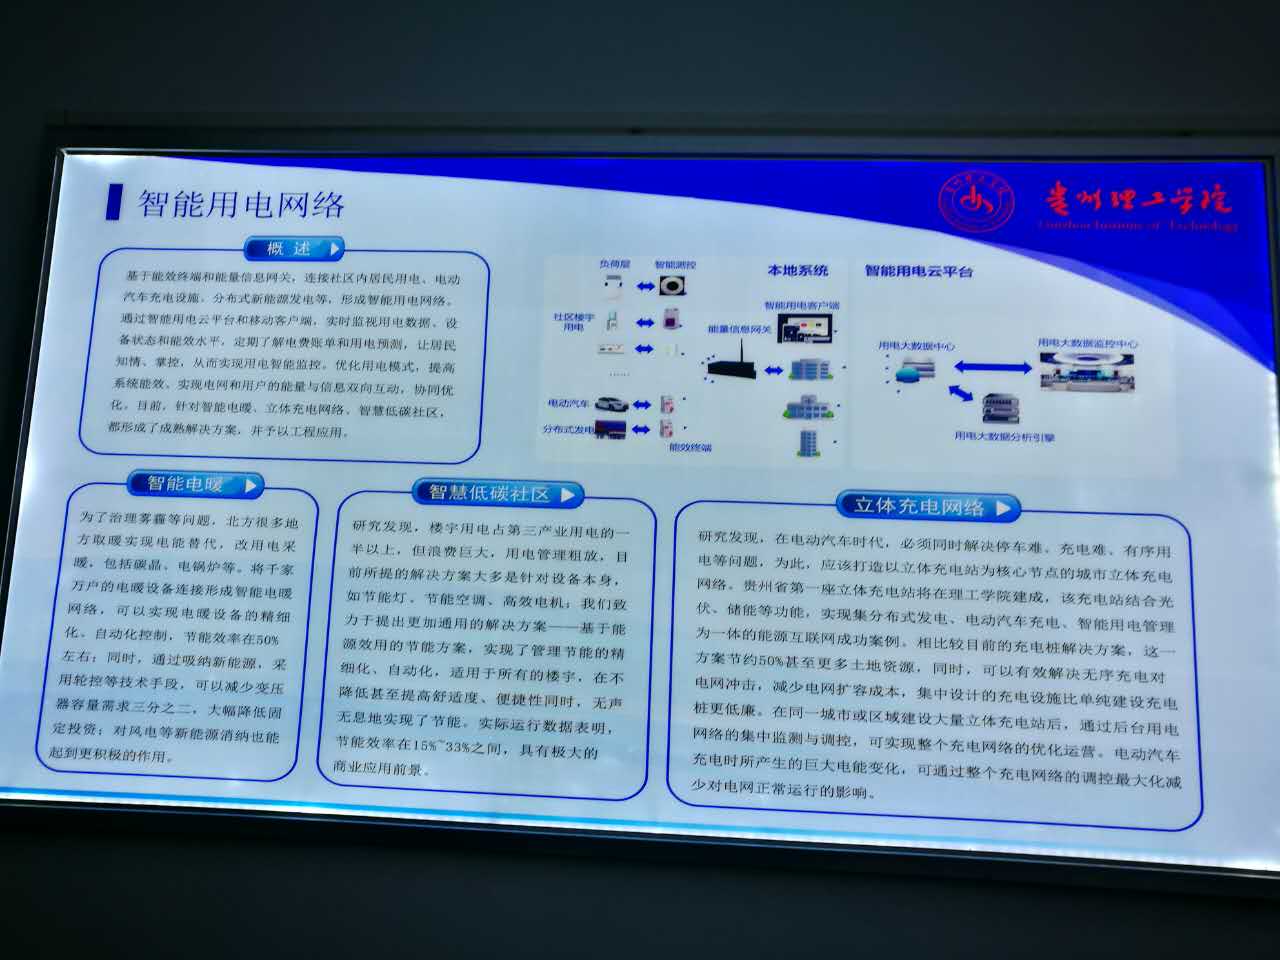 智能用电网络
贵州理工学院
Guizhou Institute of Technology
概 述
基于能效终端和能量信息网关，连接社区内居民用电、电动
汽车充电设施、分布式新能源发电等，形成智能用电网络。
通过智能用电云平台和移动客户端，实时监视用电数据、设
备状态和能效水平，定期了解电费账单和用电预测，让居民
知情、掌控，从而实现用电智能监控。优化用电模式，提高
系统能效、实现电网和用户的能量与信息双向互动，协同优
化。目前，针对智能电暖、立体充电网络、智慧低碳社区，
都形成了成熟解决方案，并予以工程应用。
负荷层
智能测控
本地系统
智能用电云平台
社区楼宇
用电
智能用电客户端
能量信息网关
用电大数据中心
用电大数据监控中心
......
电动汽车
分布式发电
能效终端
用电大数据分析引擎
智能电暖
为了治理雾霾等问题，北方很多地
方取暖实现电能替代，改用电采
暖，包括碳晶、电锅炉等。将千家
万户的电暖设备连接形成智能电暖
网络，可以实现电暖设备的精细
化、自动化控制，节能效率在50%
左右；同时，通过吸纳新能源，采
用轮控等技术手段，可以减少变压
器容量需求三分之二，大幅降低固
定投资；对风电等新能源消纳也能
起到更积极的作用。
智慧低碳社区
研究发现，楼宇用电占第三产业用电的一
半以上，但浪费巨大，用电管理粗放，目
前所提的解决方案大多是针对设备本身，
如节能灯、节能空调、高效电机；我们致
力于提出更加通用的解决方案——基于能
源效用的节能方案，实现了管理节能的精
细化、自动化，适用于所有的楼宇，在不
降低甚至提高舒适度、便捷性同时，无声
无息地实现了节能。实际运行数据表明，
节能效率在15%~33%之间，具有极大的
商业应用前景。
立体充电网络
研究发现，在电动汽车时代，必须同时解决停车难、充电难、有序用
电等问题，为此，应该打造以立体充电站为核心节点的城市立体充电
网络。贵州省第一座立体充电站将在理工学院建成，该充电站结合光
伏、储能等功能，实现集分布式发电、电动汽车充电、智能用电管理
为一体的能源互联网成功案例。相比较目前的充电桩解决方案，这一
方案节约50%甚至更多土地资源，同时，可以有效解决无序充电对
电网冲击，减少电网扩容成本，集中设计的充电设施比单纯建设充电
桩更低廉。在同一城市或区域建设大量立体充电站后，通过后台用电
网络的集中监测与调控，可实现整个充电网络的优化运营。电动汽车
充电时所产生的巨大电能变化，可通过整个充电网络的调控最大化减
少对电网正常运行的影响。